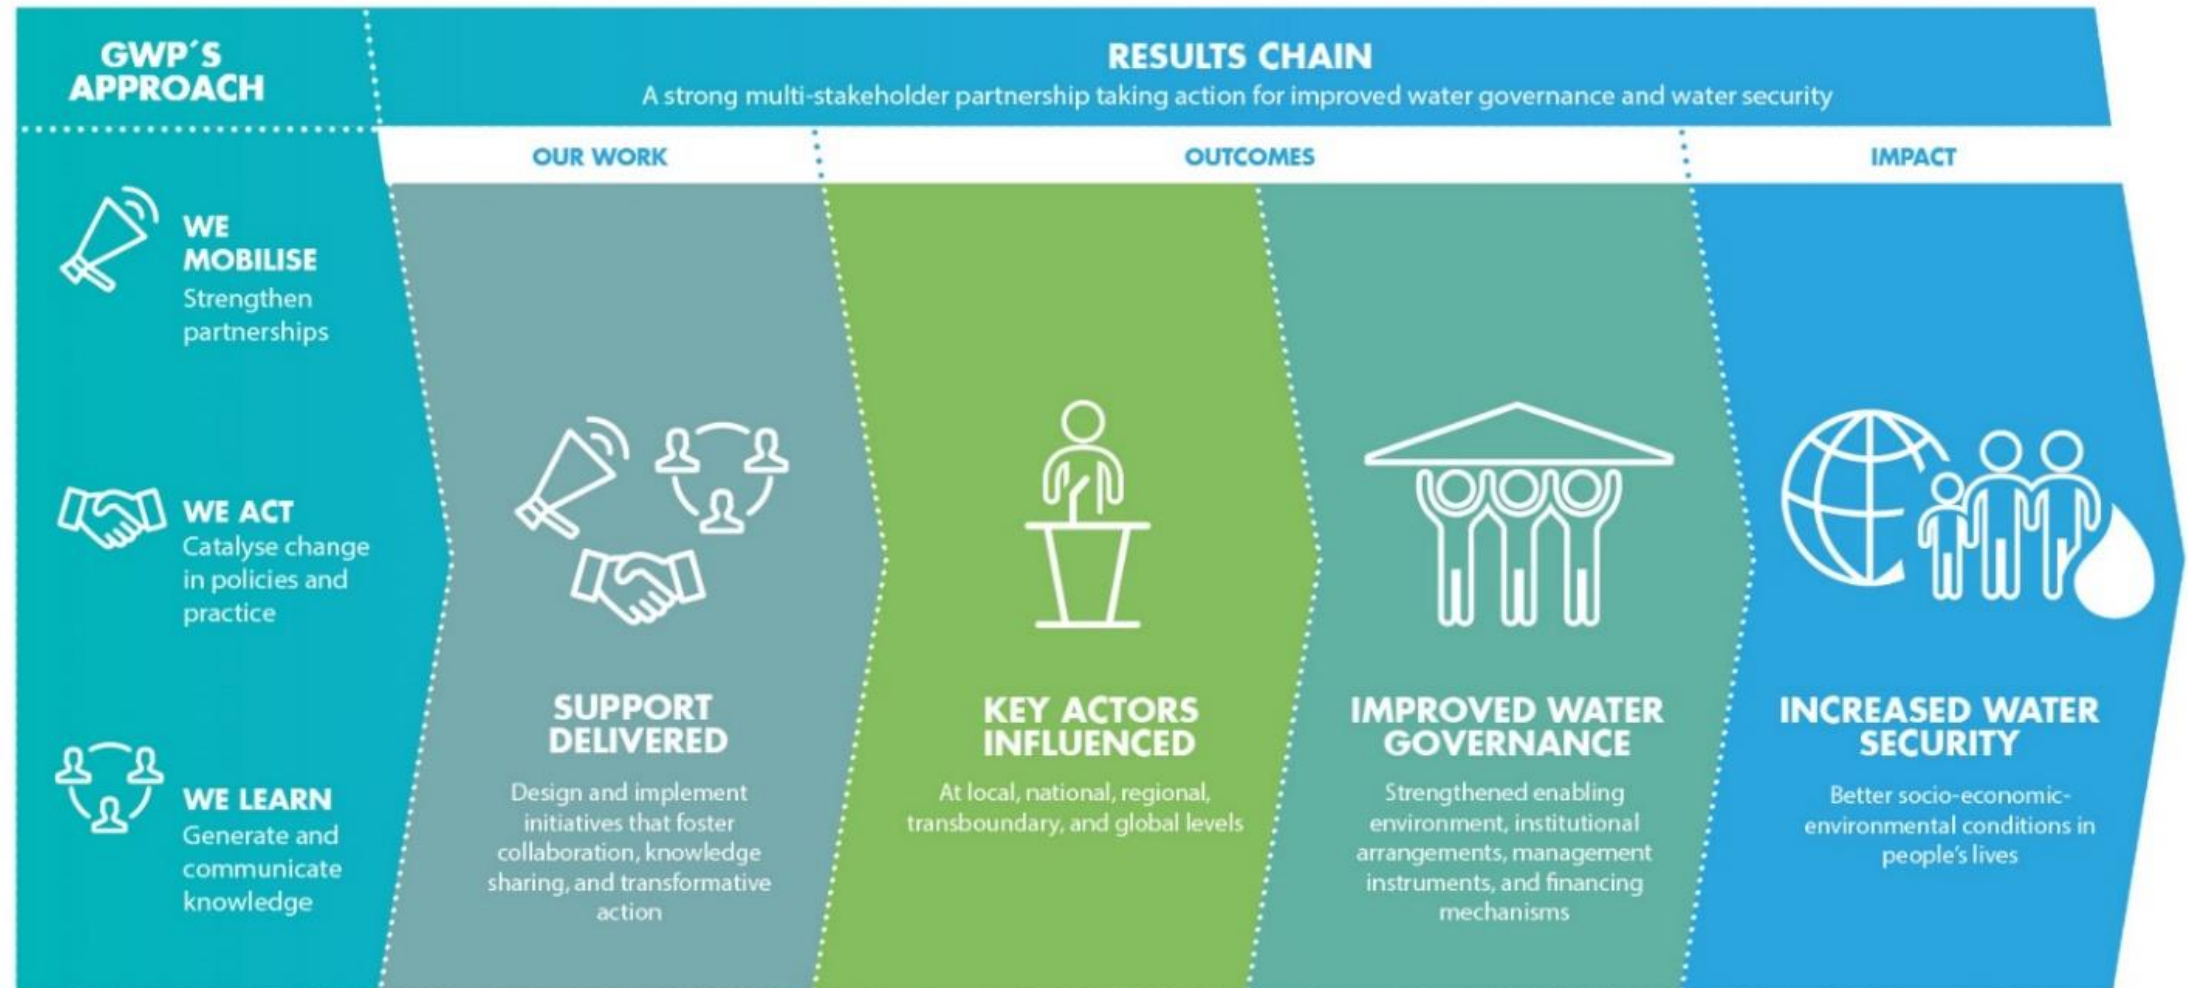 GWP´S
APPROACH
RESULTS CHAIN
A strong multi-stakeholder partnership taking action for improved water governance and water security
OUR WORK
OUTCOMES
IMPACT
WE
MOBILISE
Strengthen
partnerships
WE ACT
Catalyse change
in policies and
practice
WE LEARN
Generate and
communicate
knowledge
SUPPORT
DELIVERED
Design and implement
initiatives that foster
collaboration, knowledge
sharing, and transformative
action
KEY ACTORS
INFLUENCED
At local, national, regional,
transboundary, and global levels
IMPROVED WATER
GOVERNANCE
Strengthened enabling
environment, institutional
arrangements, management
instruments, and financing
mechanisms
INCREASED WATER
SECURITY
Better socio-economic-
environmental conditions in
people's lives